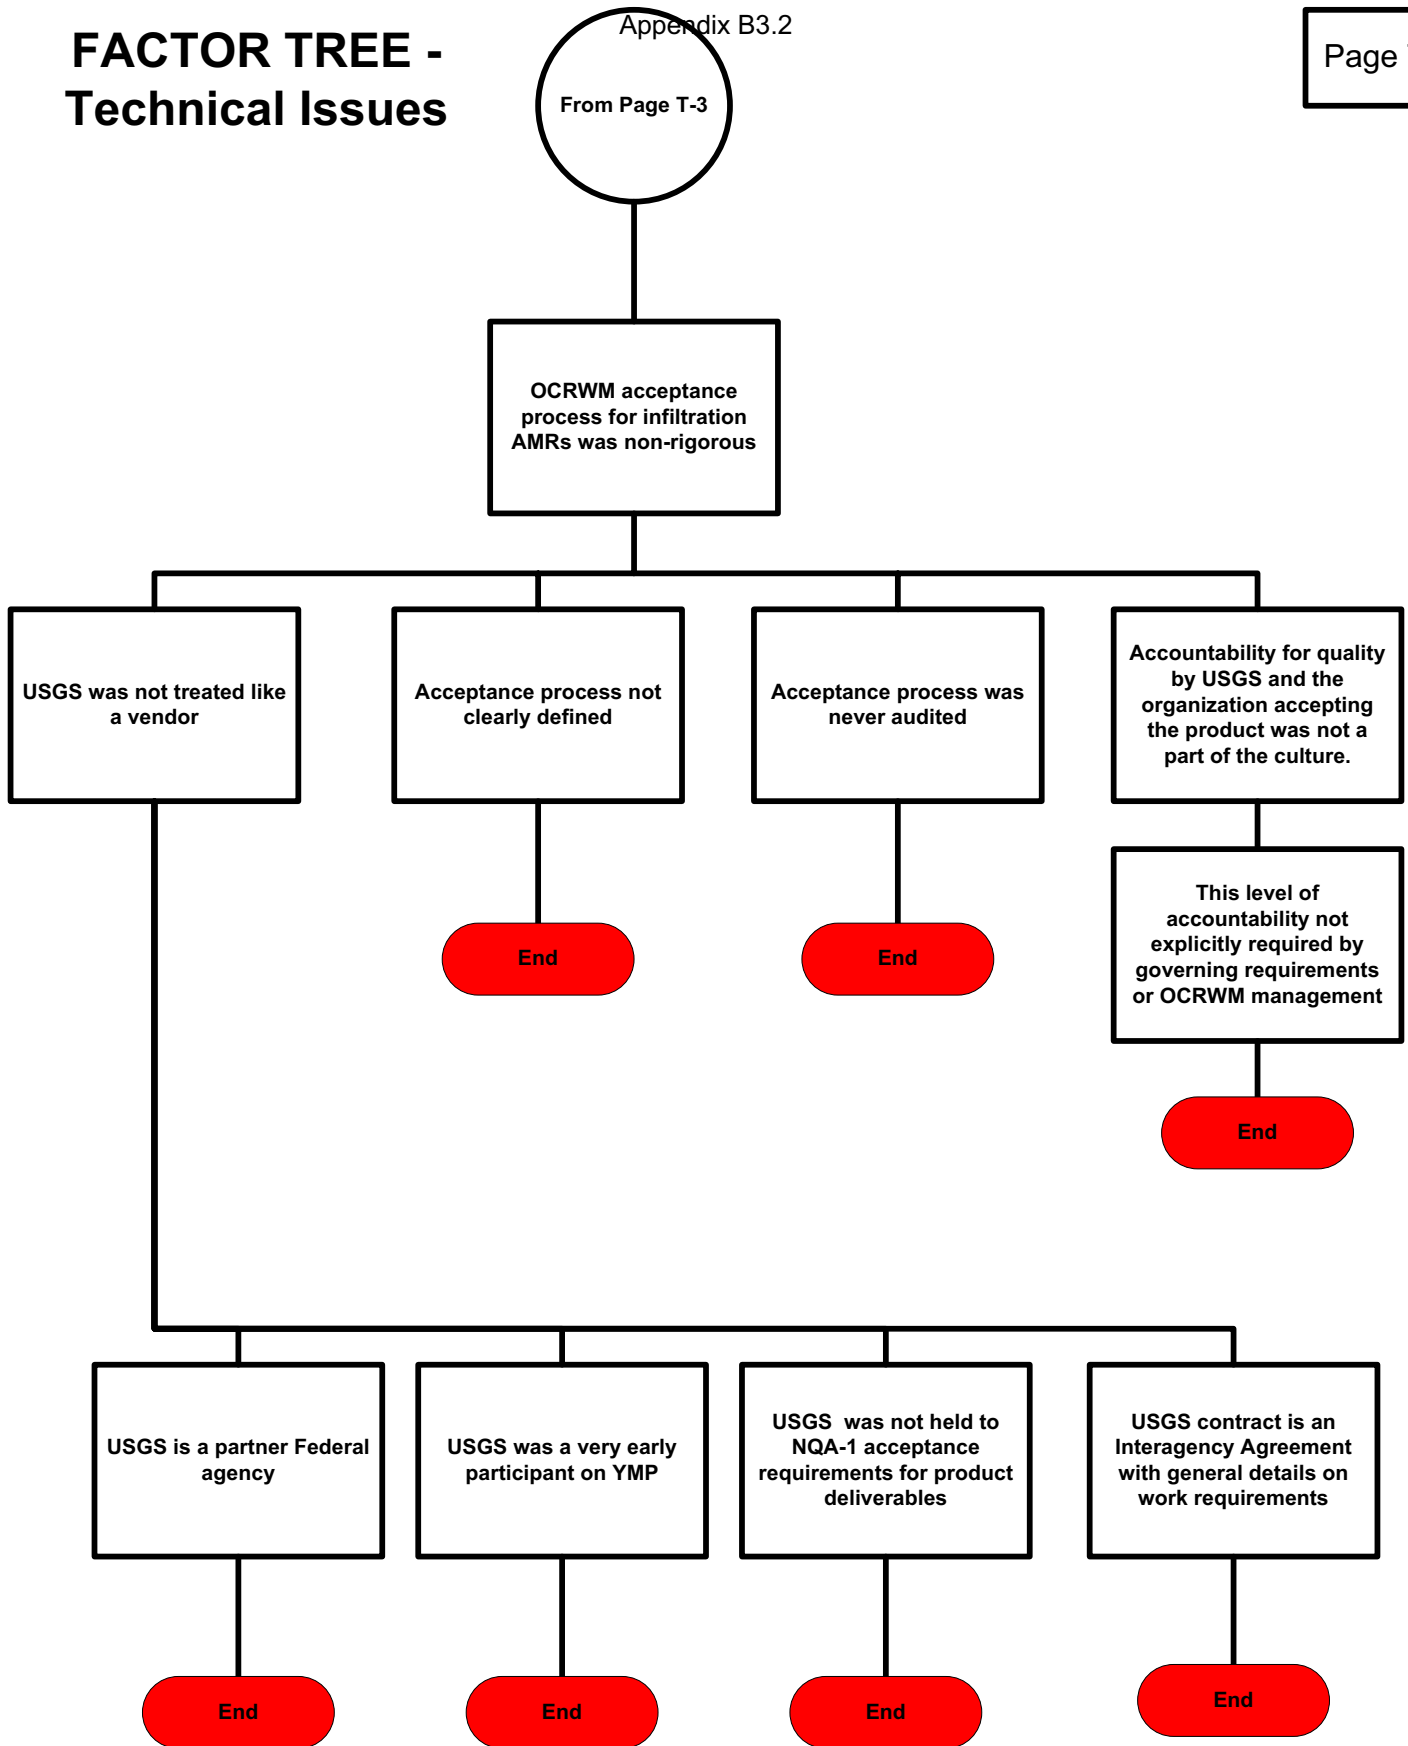 Appendix B3.2
FACTOR TREE -
Technical Issues
From Page T-3
Page
OCRWM acceptance
process for infiltration
AMRs was non-rigorous
USGS was not treated like
a vendor
Acceptance process not
clearly defined
Acceptance process was
never audited
Accountability for quality
by USGS and the
organization accepting
the product was not a
part of the culture.
This level of
accountability not
explicitly required by
governing requirements
or OCRWM management
End
End
End
USGS is a partner Federal
agency
USGS was a very early
participant on YMP
USGS was not held to
NQA-1 acceptance
requirements for product
deliverables
USGS contract is an
Interagency Agreement
with general details on
work requirements
End
End
End
End